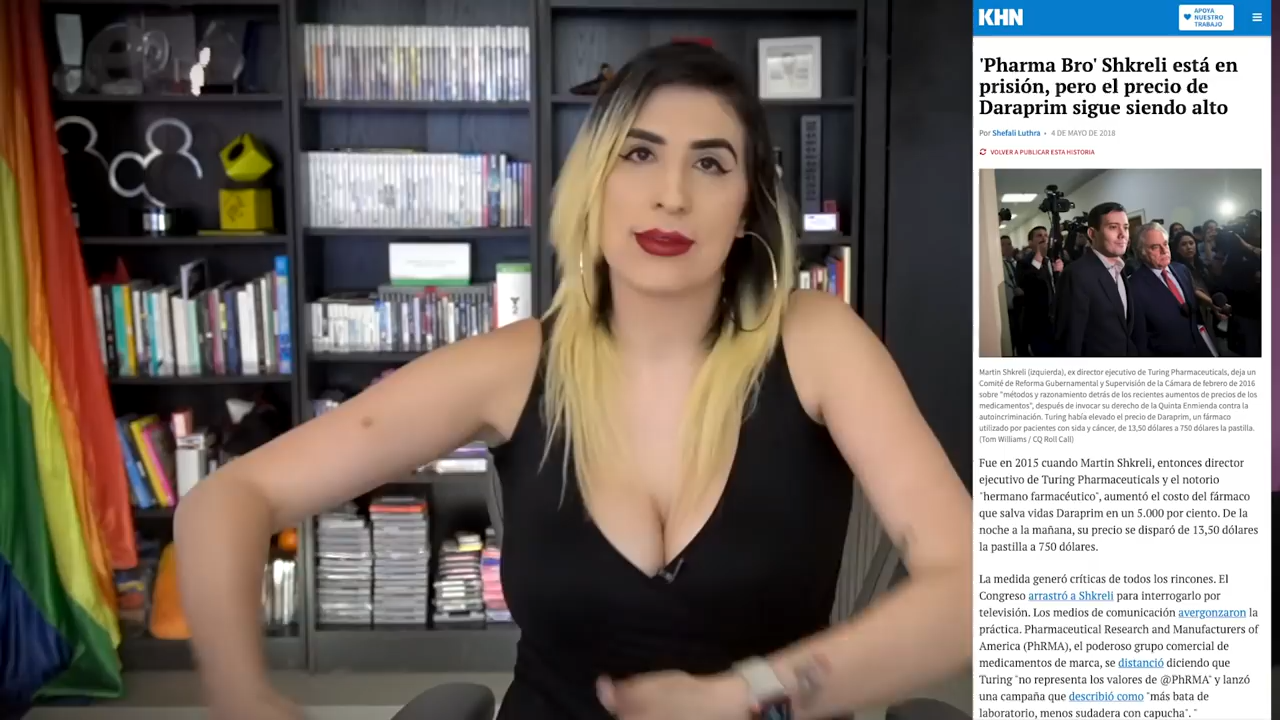 KHN
APOYA
NUESTRO
TRABAJO
'Pharma Bro' Shkreli está en
prisión, pero el precio de
Daraprim sigue siendo alto
Por Shefali Luthra • 4 DE MAYO DE 2018
VOLVER A PUBLICAR ESTA HISTORIA
Martin Shkreli (izquierda), ex director ejecutivo de Turing Pharmaceuticals, deja un
Comité de Reforma Gubernamental y Supervisión de la Cámara de febrero de 2016
sobre "métodos y razonamiento detrás de los recientes aumentos de precios de los
medicamentos", después de invocar su derecho de la Quinta Enmienda contra la
autoincriminación. Turing había elevado el precio de Daraprim, un fármaco
utilizado por pacientes con sida y cáncer, de 13,50 dólares a 750 dólares la pastilla.
(Tom Williams / CQ Roll Call)
Fue en 2015 cuando Martin Shkreli, entonces director
ejecutivo de Turing Pharmaceuticals y el notorio
"hermano farmacéutico", aumentó el costo del fármaco
que salva vidas Daraprim en un 5.000 por ciento. De la
noche a la mañana, su precio se disparó de 13,50 dólares
la pastilla a 750 dólares.
La medida generó críticas de todos los rincones. El
Congreso arrastró a Shkreli para interrogarlo por
televisión. Los medios de comunicación avergonzaron la
práctica. Pharmaceutical Research and Manufacturers of
America (PhRMA), el poderoso grupo comercial de
medicamentos de marca, se distanció diciendo que
Turing "no representa los valores de @PhRMA" y lanzó
una campaña que describió como "más bata de
laboratorio, menos sudadera con capucha". "